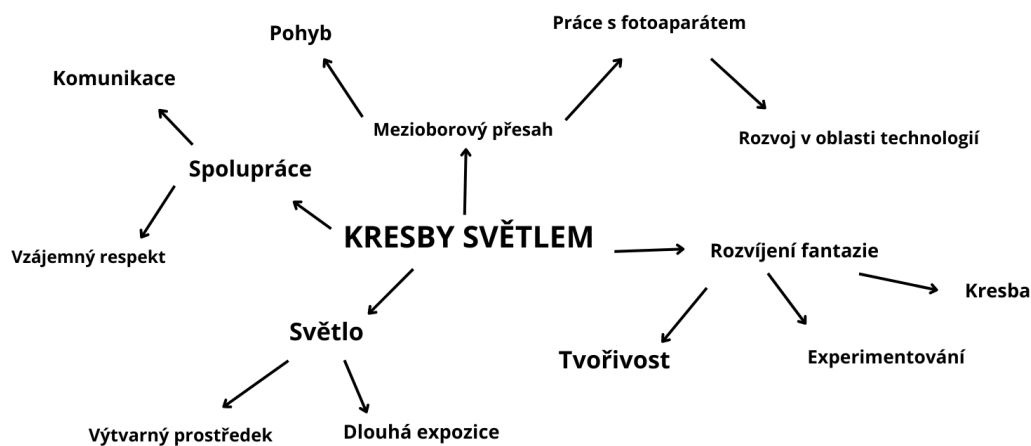 Práce s fotoaparátem
Pohyb
Komunikace
Mezioborový přesah
Rozvoj v oblasti technologií
Spolupráce
KRESBY SVĚTLEM
Vzájemný respekt
Rozvíjení fantazie
Kresba
Světlo
Tvořivost
Experimentování
Výtvarný prostředek
Dlouhá expozice